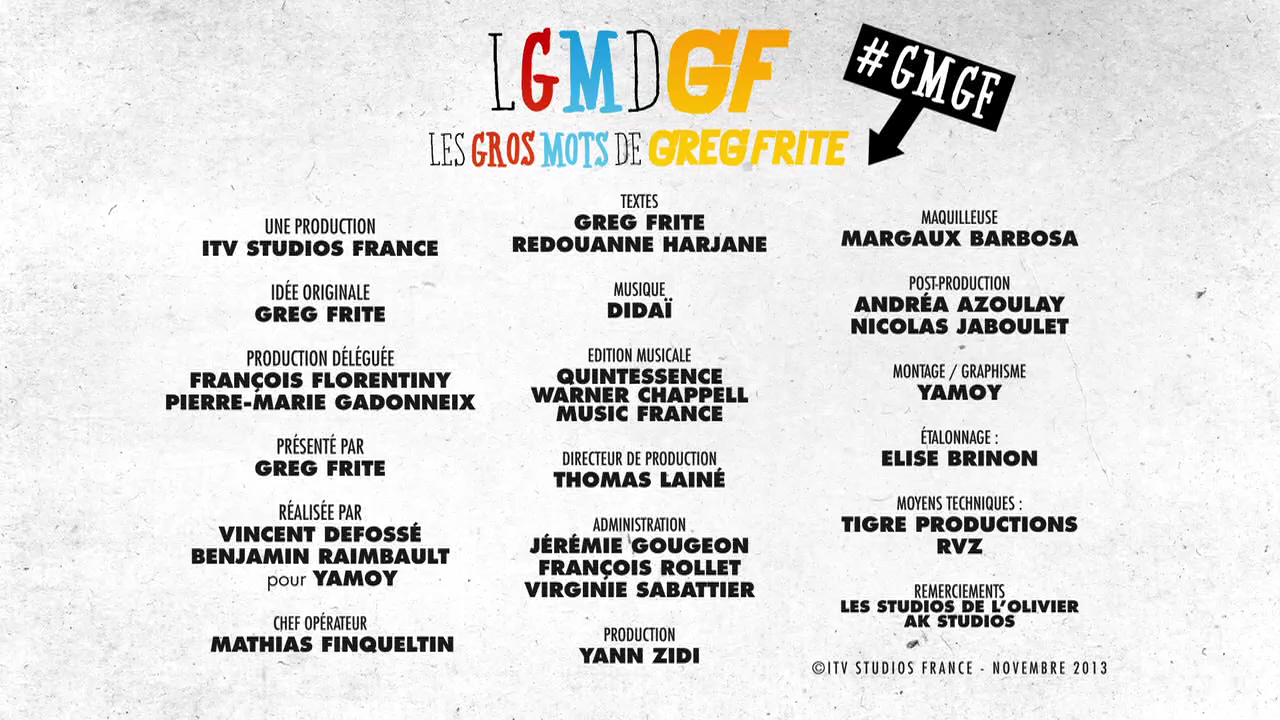 LGMDGF
LES GROS MOTS DE GREG FRITE
#GMGF
UNE PRODUCTION
ITV STUDIOS FRANCE
IDÉE ORIGINALE
GREG FRITE
PRODUCTION DÉLÉGUÉE
FRANÇOIS FLORENTINY
PIERRE-MARIE GADONNEIX
PRÉSENTÉ PAR
GREG FRITE
RÉALISÉE PAR
VINCENT DEFOSSÉ
BENJAMIN RAIMBAULT
pour YAMOY
CHEF OPÉRATEUR
MATHIAS FINQUELTIN
TEXTES
GREG FRITE
REDOUANNE HARJANE
MUSIQUE
DIDAÏ
EDITION MUSICALE
QUINTESSENCE
WARNER CHAPPELL
MUSIC FRANCE
DIRECTEUR DE PRODUCTION
THOMAS LAINÉ
ADMINISTRATION
JÉRÉMIE GOUGEON
FRANÇOIS ROLLET
VIRGINIE SABATTIER
PRODUCTION
YANN ZIDI
MAQUILLEUSE
MARGAUX BARBOSA
POST-PRODUCTION
ANDRÉA AZOULAY
NICOLAS JABOULET
MONTAGE / GRAPHISME
YAMOY
ÉTALONNAGE :
ELISE BRINON
MOYENS TECHNIQUES :
TIGRE PRODUCTIONS
RVZ
REMERCIEMENTS
LES STUDIOS DE L'OLIVIER
AK STUDIOS
©ITV STUDIOS FRANCE - NOVEMBRE 2013